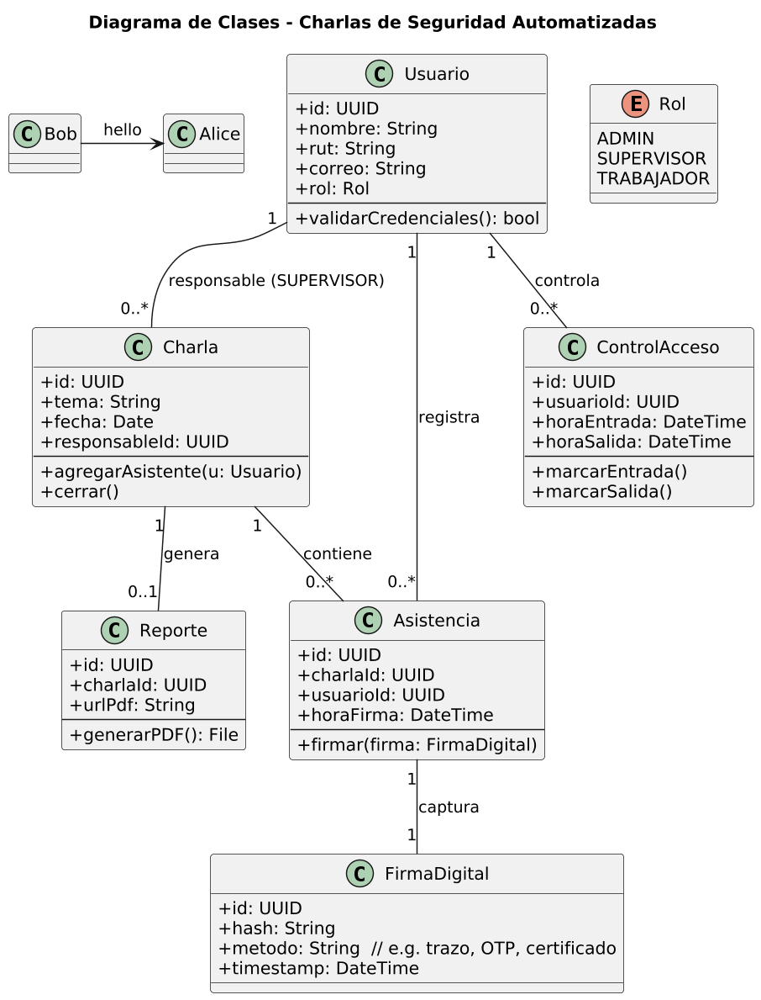 Diagrama de Clases - Charlas de Seguridad Automatizadas
C Bob
hello
C Alice
C Usuario
+id: UUID
+nombre: String
+rut: String
+correo: String
+rol: Rol
+validarCredenciales(): bool
E Rol
ADMIN
SUPERVISOR
TRABAJADOR
1
1
1
responsable (SUPERVISOR)
controla
0..*
0..*
C Charla
+id: UUID
+tema: String
+fecha: Date
+responsableId: UUID
+agregarAsistente(u: Usuario)
+cerrar()
registra
C ControlAcceso
+id: UUID
+usuarioId: UUID
+horaEntrada: DateTime
+horaSalida: DateTime
+marcarEntrada()
+marcarSalida()
1
1
genera
contiene
0..1
0..*
0..*
C Reporte
+id: UUID
+charlaId: UUID
+urlPdf: String
+generarPDF(): File
C Asistencia
+id: UUID
+charlaId: UUID
+usuarioId: UUID
+horaFirma: DateTime
+firmar(firma: FirmaDigital)
1
captura
1
C FirmaDigital
+id: UUID
+hash: String
+metodo: String  // e.g. trazo, OTP, certificado
+timestamp: DateTime